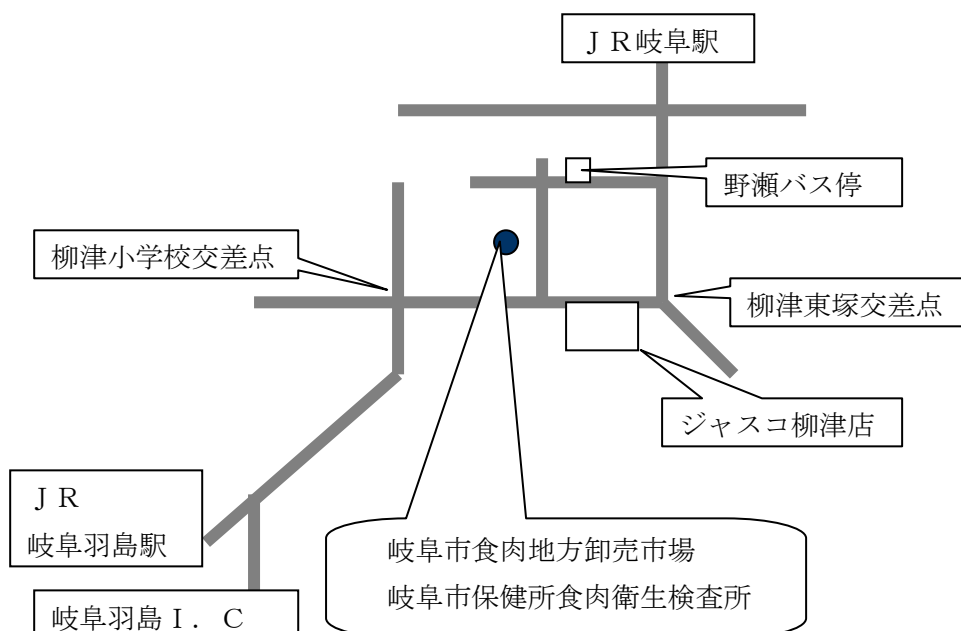 ＪＲ岐阜駅
野瀬バス停
柳津小学校交差点
柳津東塚交差点
ジャスコ柳津店
ＪＲ
岐阜羽島駅
岐阜市食肉地方卸売市場
岐阜市保健所食肉衛生検査所
岐阜羽島Ｉ．Ｃ